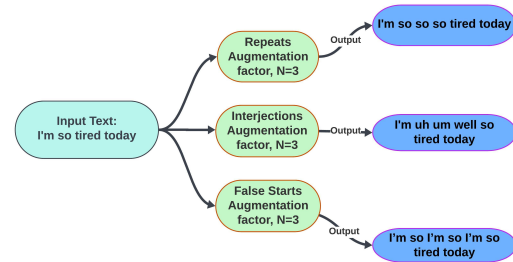 Input Text:
I'm so tired today
Repeats
Augmentation
factor, N=3
Output
I'm so so so tired today
Interjections
Augmentation
factor, N=3
Output
I'm uh um well so
tired today
False Starts
Augmentation
factor, N=3
Output
I'm so I'm so I'm so
tired today